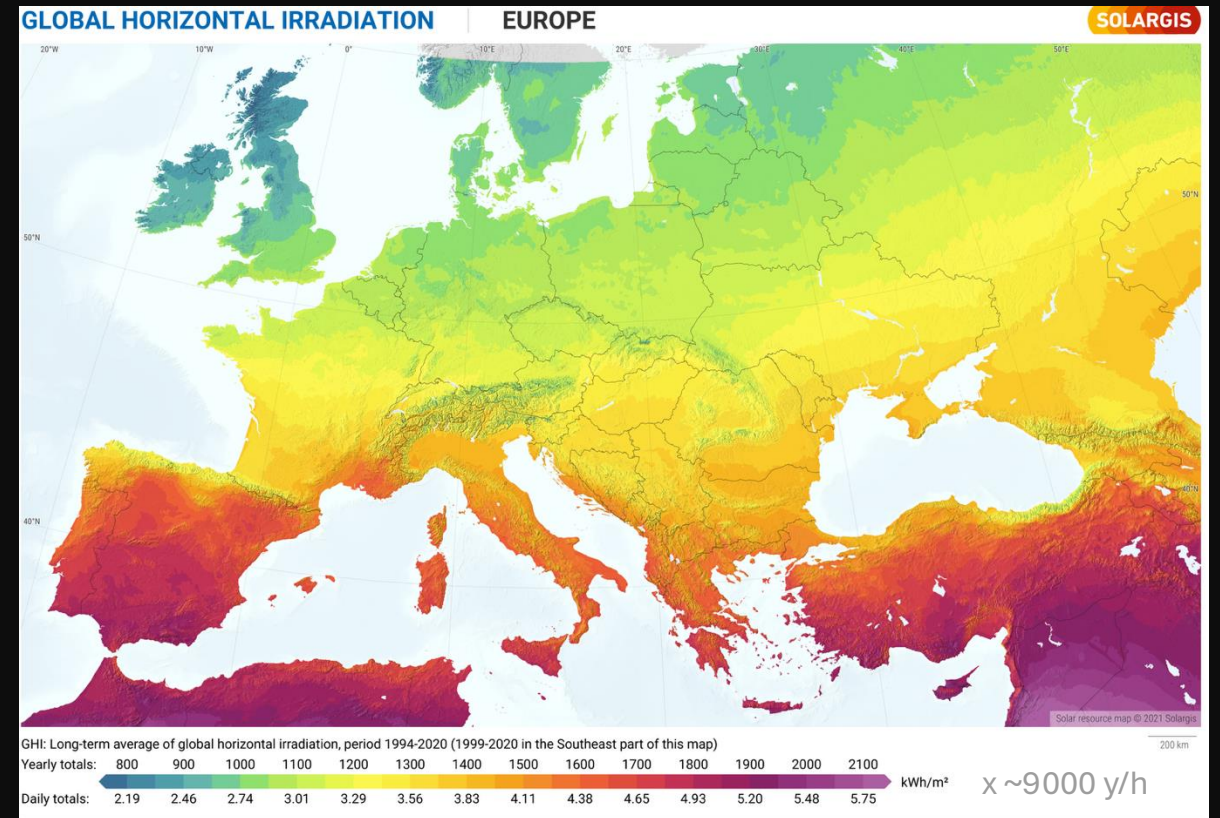 GLOBAL HORIZONTAL IRRADIATION EUROPE SOLARGIS
20°W 10°W 0° 10°E 20°E 30°E 40°E 50°E
50°N
50°N
40°N
40°N
Solar resource map © 2021 Solargis
GHI: Long-term average of global horizontal irradiation, period 1994-2020 (1999-2020 in the Southeast part of this map)
200 km
Yearly totals: 800 900 1000 1100 1200 1300 1400 1500 1600 1700 1800 1900 2000 2100
kWh/m² x ~9000 y/h
Daily totals: 2.19 2.46 2.74 3.01 3.29 3.56 3.83 4.11 4.38 4.65 4.93 5.20 5.48 5.75